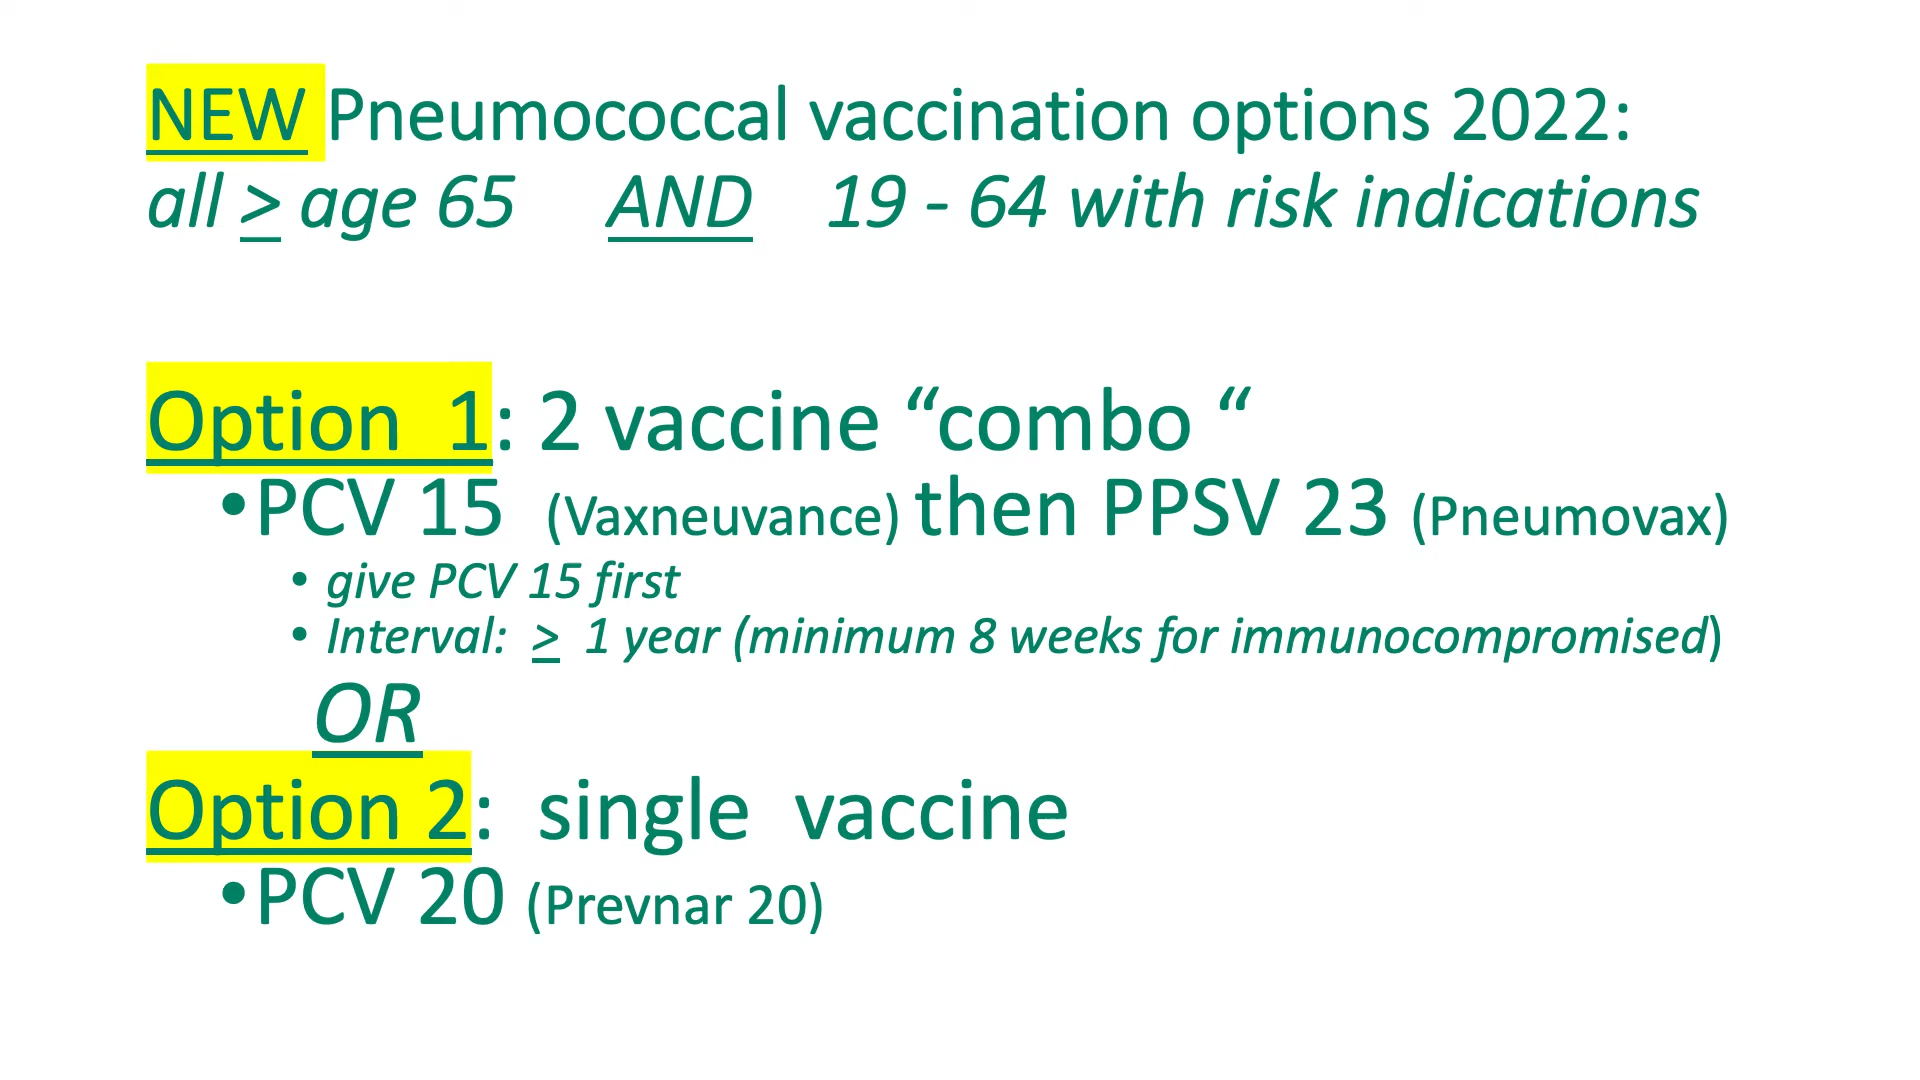 NEW Pneumococcal vaccination options 2022:
all ≥ age 65 AND 19 - 64 with risk indications
Option 1: 2 vaccine “combo “
•PCV 15 (Vaxneuvance) then PPSV 23 (Pneumovax)
• give PCV 15 first
• Interval: ≥ 1 year (minimum 8 weeks for immunocompromised)
OR
Option 2: single vaccine
•PCV 20 (Prevnar 20)